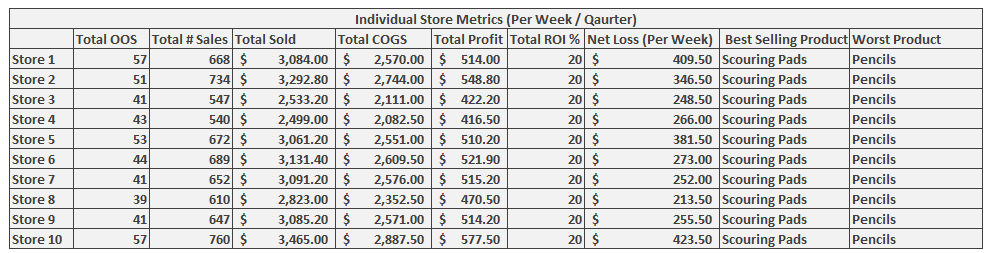 Individual Store Metrics (Per Week / Qaurter)
Total OOS Total # Sales Total Sold Total COGS Total Profit Total ROI % Net Loss (Per Week) Best Selling Product Worst Product
Store 1 57 668 $ 3,084.00 $ 2,570.00 $ 514.00 20 $ 409.50 Scouring Pads Pencils
Store 2 51 734 $ 3,292.80 $ 2,744.00 $ 548.80 20 $ 346.50 Scouring Pads Pencils
Store 3 41 547 $ 2,533.20 $ 2,111.00 $ 422.20 20 $ 248.50 Scouring Pads Pencils
Store 4 43 540 $ 2,499.00 $ 2,082.50 $ 416.50 20 $ 266.00 Scouring Pads Pencils
Store 5 53 672 $ 3,061.20 $ 2,551.00 $ 510.20 20 $ 381.50 Scouring Pads Pencils
Store 6 44 689 $ 3,131.40 $ 2,609.50 $ 521.90 20 $ 273.00 Scouring Pads Pencils
Store 7 41 652 $ 3,091.20 $ 2,576.00 $ 515.20 20 $ 252.00 Scouring Pads Pencils
Store 8 39 610 $ 2,823.00 $ 2,352.50 $ 470.50 20 $ 213.50 Scouring Pads Pencils
Store 9 41 647 $ 3,085.20 $ 2,571.00 $ 514.20 20 $ 255.50 Scouring Pads Pencils
Store 10 57 760 $ 3,465.00 $ 2,887.50 $ 577.50 20 $ 423.50 Scouring Pads Pencils